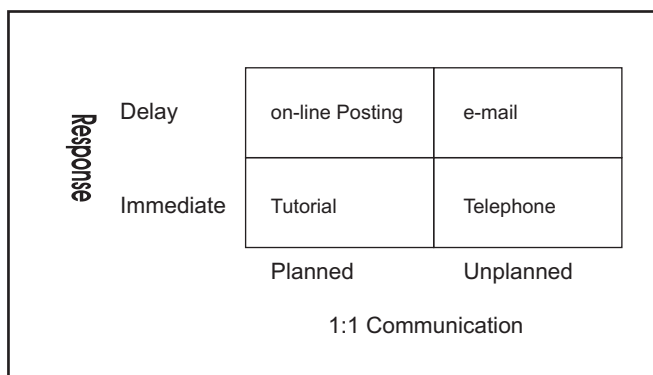 Response
Delay
on-line Posting
e-mail
Immediate
Tutorial
Telephone
Planned
Unplanned
1:1 Communication